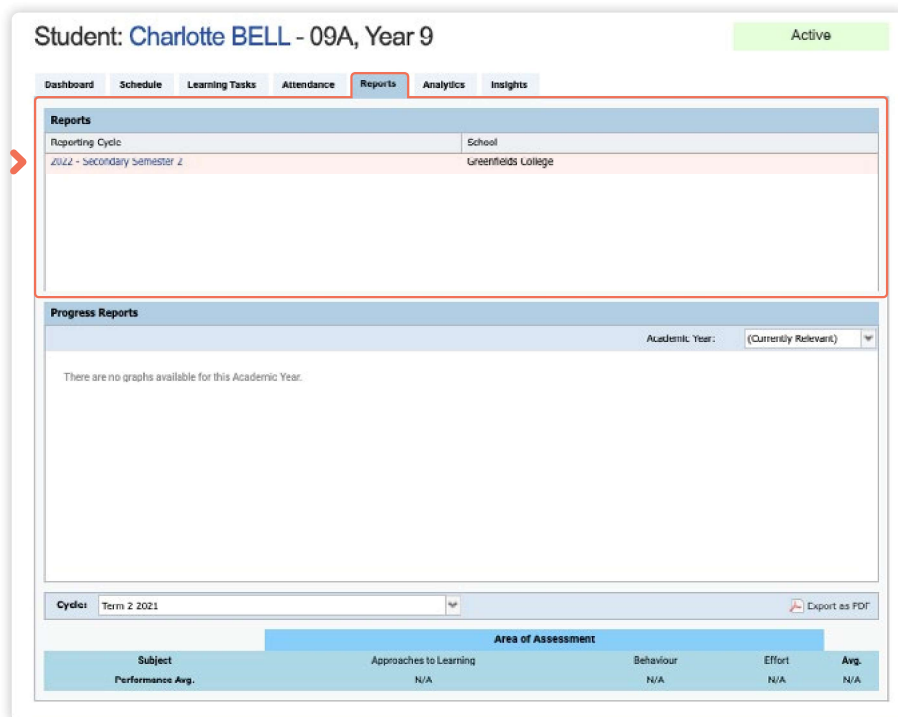 Student: Charlotte BELL - 09A, Year 9
Active
Dashboard Schedule Learning Tasks Attendance Reports Analytics Insights
Reports
Reporting Cycle School
2022 - Secondary Semester 2 Greenfields College
Progress Reports
Academic Year: (Currently Relevant)
There are no graphs available for this Academic Year.
Cycle: Term 2 2021 Export as PDF
Area of Assessment
Subject Approaches to Learning Behaviour Effort Avg.
Performance Avg. N/A N/A N/A N/A